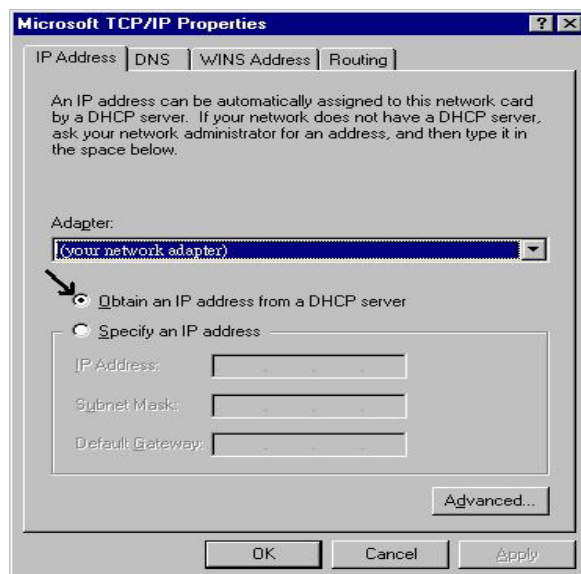 Microsoft TCP/IP Properties
IP Address DNS WINS Address Routing
An IP address can be automatically assigned to this network card
by a DHCP server. If your network does not have a DHCP server,
ask your network administrator for an address, and then type it in
the space below.
Adapter:
(your network adapter)
Obtain an IP address from a DHCP server
Specify an IP address
IP Address:
Subnet Mask:
Default Gateway:
Advanced...
OK Cancel Apply